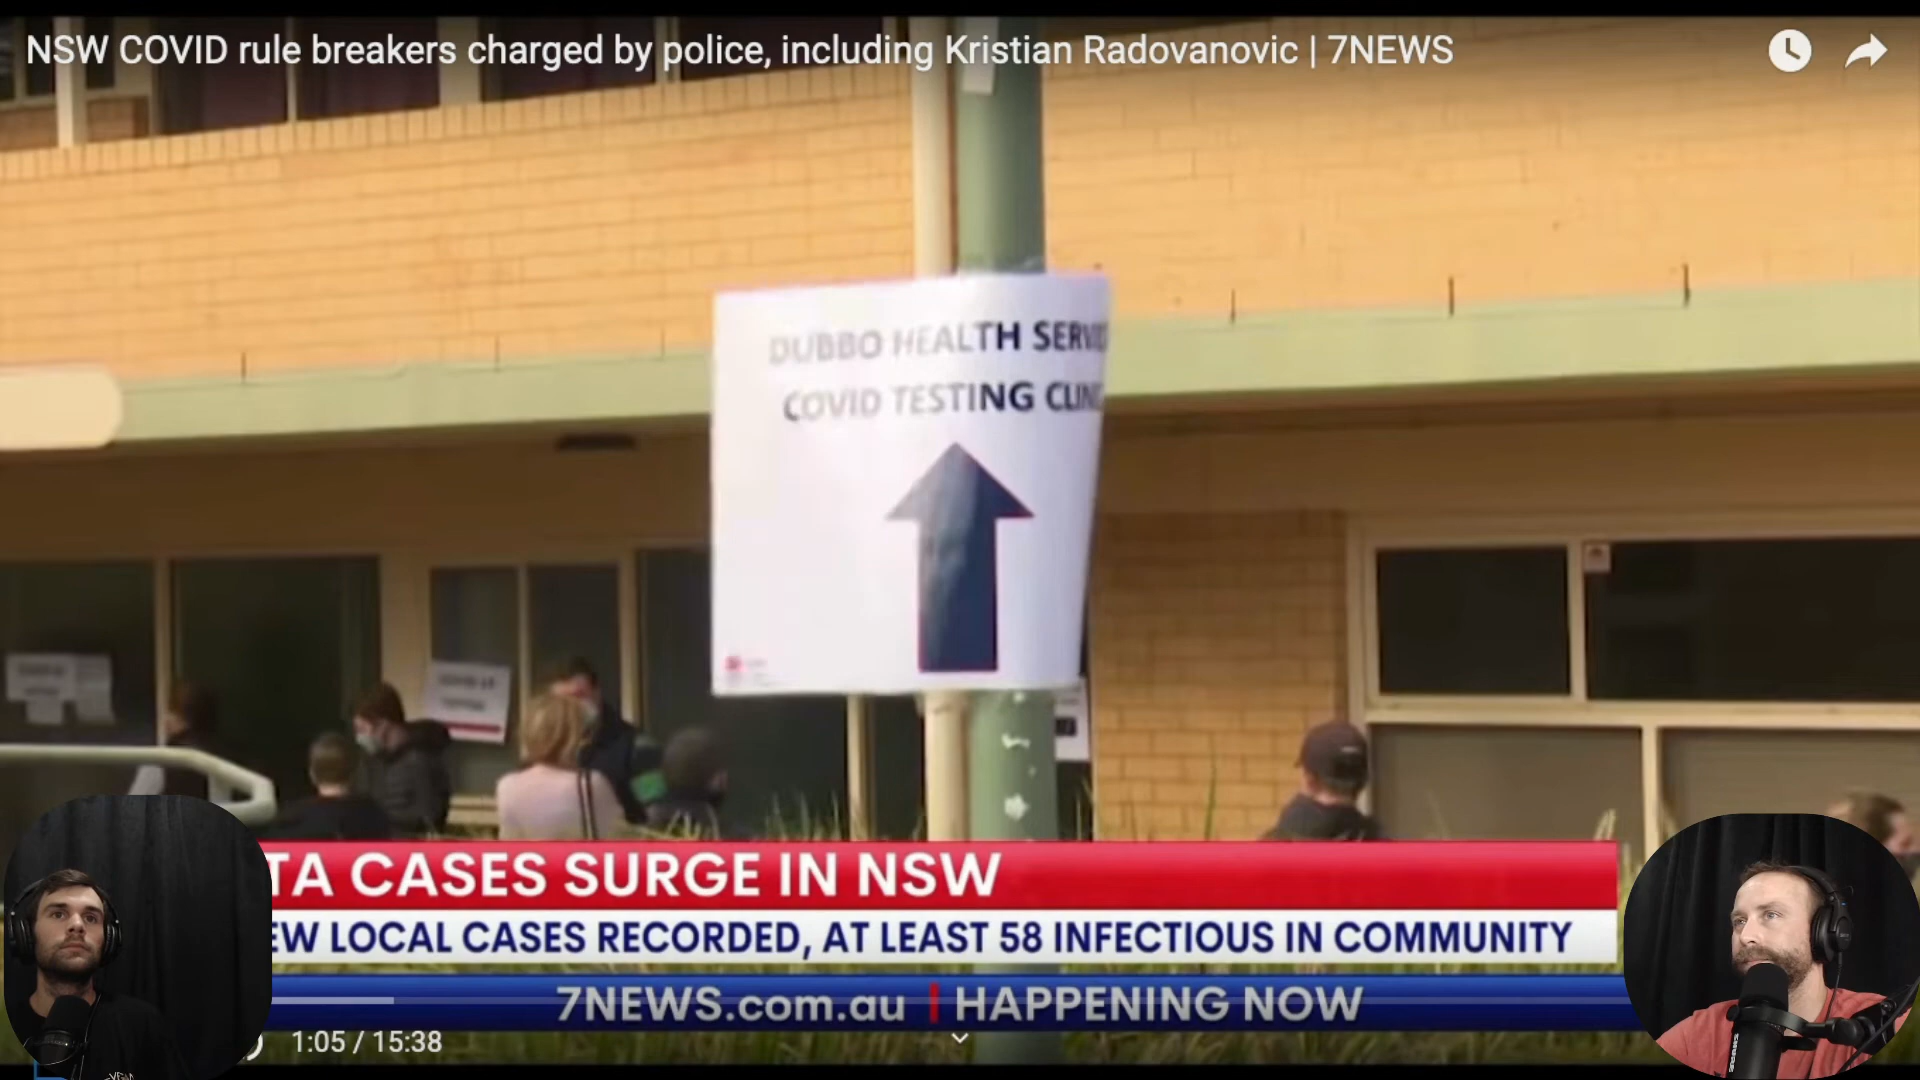 NSW COVID rule breakers charged by police, including Kristian Radovanovic | 7NEWS
DUBBO HEALTH SERVIC
COVID TESTING CLINIC
TA CASES SURGE IN NSW
EW LOCAL CASES RECORDED, AT LEAST 58 INFECTIOUS IN COMMUNITY
7NEWS.com.au | HAPPENING NOW
1:05 / 15:38